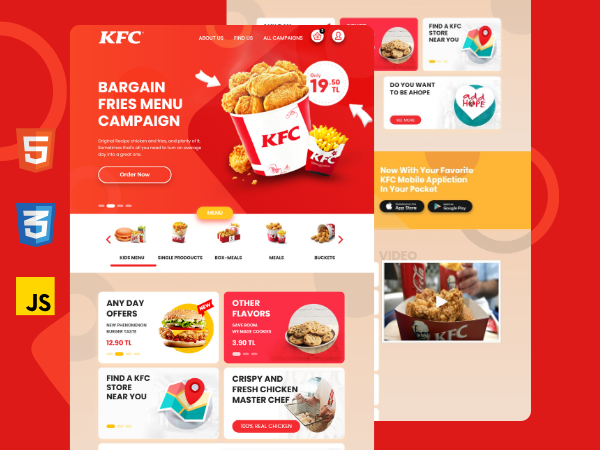 KFC
ABOUT US FIND US ALL CAMPAIGNS
BARGAIN
FRIES MENU
CAMPAIGN
Original Recipe chicken and fries, and plenty of it.
Sometimes that's all you need to turn an average
day into a great one.
Order Now
Only
19.50
TL
KFC
KFC
MENU
KIDS MENU SINGLE PRODOUCTS BOX-MEALS MEALS BUCKETS
ANY DAY
OFFERS
NEW PHENOMENON
BURGER TASTE
12.90 TL
NEW
OTHER
FLAVORS
SAVE ROOM,
WE MADE COOKIES
3.90 TL
FIND A KFC
STORE
NEAR YOU
CRISPY AND
FRESH CHICKEN
MASTER CHEF
100% REAL CHICKEN
FIND A KFC
STORE
NEAR YOU
DO YOU WANT
TO BE AHOPE
SEE MORE
add
HOPE
Now With Your Favorite
KFC Mobile Appliction
In Your Pocket
App Store
Google Play
VIDEO
KFC
5
3
JS